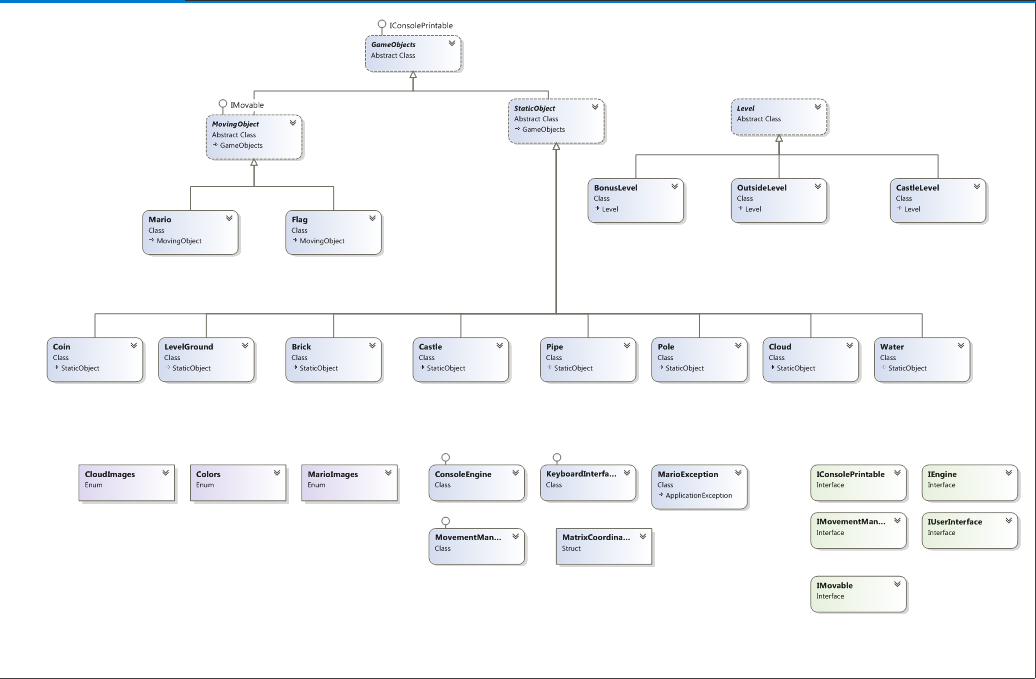 IConsolePrintable
GameObjects
Abstract Class
IMovable
MovingObject
Abstract Class
GameObjects
StaticObject
Abstract Class
GameObjects
Level
Abstract Class
BonusLevel
Class
Level
OutsideLevel
Class
Level
CastleLevel
Class
Level
Mario
Class
MovingObject
Flag
Class
MovingObject
Coin
Class
StaticObject
LevelGround
Class
StaticObject
Brick
Class
StaticObject
Castle
Class
StaticObject
Pipe
Class
StaticObject
Pole
Class
StaticObject
Cloud
Class
StaticObject
Water
Class
StaticObject
CloudImages
Enum
Colors
Enum
MarioImages
Enum
ConsoleEngine
Class
KeyboardInterfa...
Class
MarioException
Class
ApplicationException
IConsolePrintable
Interface
IEngine
Interface
MovementMan...
Class
MatrixCoordina...
Struct
IMovementMan...
Interface
IUserInterface
Interface
IMovable
Interface